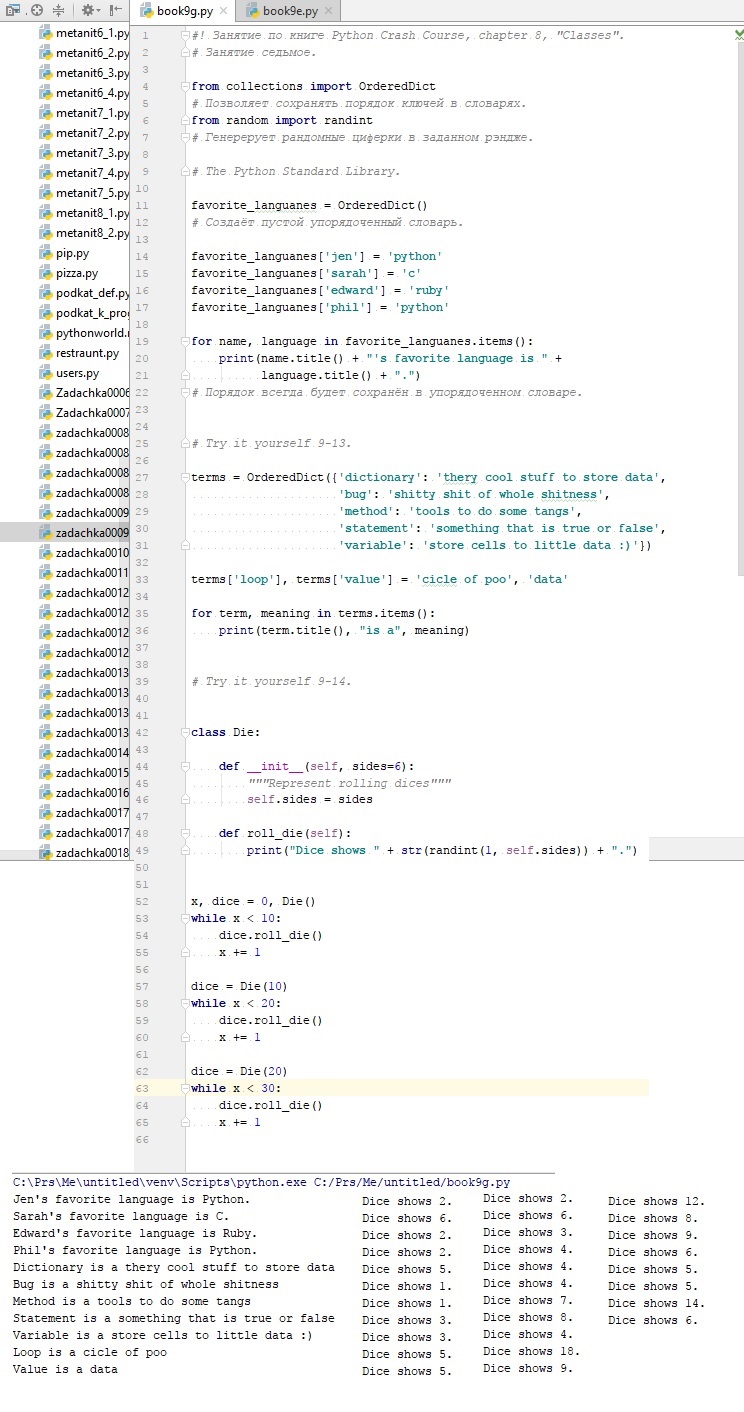 book9g.py
book9e.py
metanit6_1.py
metanit6_2.py
metanit6_3.py
metanit6_4.py
metanit7_1.py
metanit7_2.py
metanit7_3.py
metanit7_4.py
metanit7_5.py
metanit8_1.py
metanit8_2.py
pip.py
pizza.py
podkat_def.py
podkat_k_pro
pythonworld.
restraunt.py
users.py
Zadachka0006
Zadachka0007
zadachka0008
zadachka0008
zadachka0008
zadachka0008
zadachka0009
zadachka0009
zadachka0010
zadachka0011
zadachka0012
zadachka0012
zadachka0012
zadachka0012
zadachka0013
zadachka0013
zadachka0013
zadachka0013
zadachka0014
zadachka0015
zadachka0016
zadachka0017
zadachka0017
zadachka0018
1 #! Занятие по книге Python Crash Course, chapter 8, "Classes".
2 # Занятие седьмое.
3
4 from collections import OrderedDict
5 # Позволяет сохранять порядок ключей в словарях.
6 from random import randint
7 # Генерерует рандомные циферки в заданном рэндже.
8
9 # The Python Standard Library.
10
11 favorite_languanes = OrderedDict()
12 # Создаёт пустой упорядоченный словарь.
13
14 favorite_languanes['jen'] = 'python'
15 favorite_languanes['sarah'] = 'c'
16 favorite_languanes['edward'] = 'ruby'
17 favorite_languanes['phil'] = 'python'
18
19 for name, language in favorite_languanes.items():
20     print(name.title() + "'s favorite language is " +
21           language.title() + ".")
22 # Порядок всегда будет сохранён в упорядоченном словаре.
23
24
25 # Try it yourself 9-13.
26
27 terms = OrderedDict({'dictionary': 'thery cool stuff to store data',
28                      'bug': 'shitty shit of whole shitness',
29                      'method': 'tools to do some tangs',
30                      'statement': 'something that is true or false',
31                      'variable': 'store cells to little data :)'})
32
33 terms['loop'], terms['value'] = 'cicle of poo', 'data'
34
35 for term, meaning in terms.items():
36     print(term.title(), "is a", meaning)
37
38
39 # Try it yourself 9-14.
40
41
42 class Die:
43
44     def __init__(self, sides=6):
45         """Represent rolling dices"""
46         self.sides = sides
47
48     def roll_die(self):
49         print("Dice shows " + str(randint(1, self.sides)) + ".")
50
51
52 x, dice = 0, Die()
53 while x < 10:
54     dice.roll_die()
55     x += 1
56
57 dice = Die(10)
58 while x < 20:
59     dice.roll_die()
60     x += 1
61
62 dice = Die(20)
63 while x < 30:
64     dice.roll_die()
65     x += 1
66
C:\Prs\Me\untitled\venv\Scripts\python.exe C:/Prs/Me/untitled/book9g.py
Jen's favorite language is Python.
Sarah's favorite language is C.
Edward's favorite language is Ruby.
Phil's favorite language is Python.
Dictionary is a thery cool stuff to store data
Bug is a shitty shit of whole shitness
Method is a tools to do some tangs
Statement is a something that is true or false
Variable is a store cells to little data :)
Loop is a cicle of poo
Value is a data
Dice shows 2.
Dice shows 6.
Dice shows 2.
Dice shows 2.
Dice shows 5.
Dice shows 1.
Dice shows 1.
Dice shows 3.
Dice shows 3.
Dice shows 5.
Dice shows 5.
Dice shows 2.
Dice shows 6.
Dice shows 3.
Dice shows 4.
Dice shows 4.
Dice shows 4.
Dice shows 7.
Dice shows 8.
Dice shows 4.
Dice shows 18.
Dice shows 9.
Dice shows 12.
Dice shows 8.
Dice shows 9.
Dice shows 6.
Dice shows 5.
Dice shows 5.
Dice shows 14.
Dice shows 6.